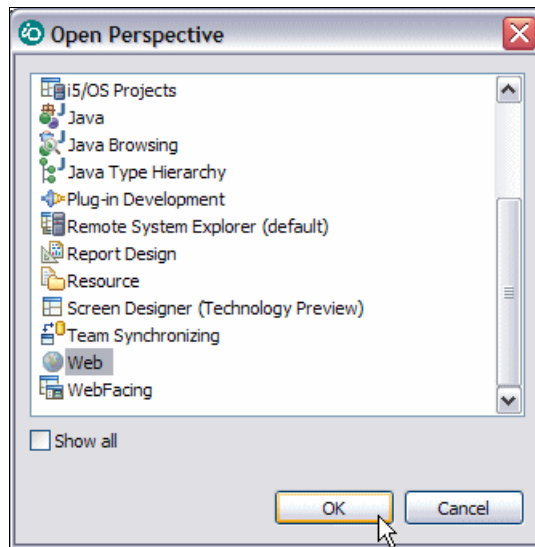 Open Perspective
i5/OS Projects
Java
Java Browsing
Java Type Hierarchy
Plug-in Development
Remote System Explorer (default)
Report Design
Resource
Screen Designer (Technology Preview)
Team Synchronizing
Web
WebFacing
Show all
OK
Cancel